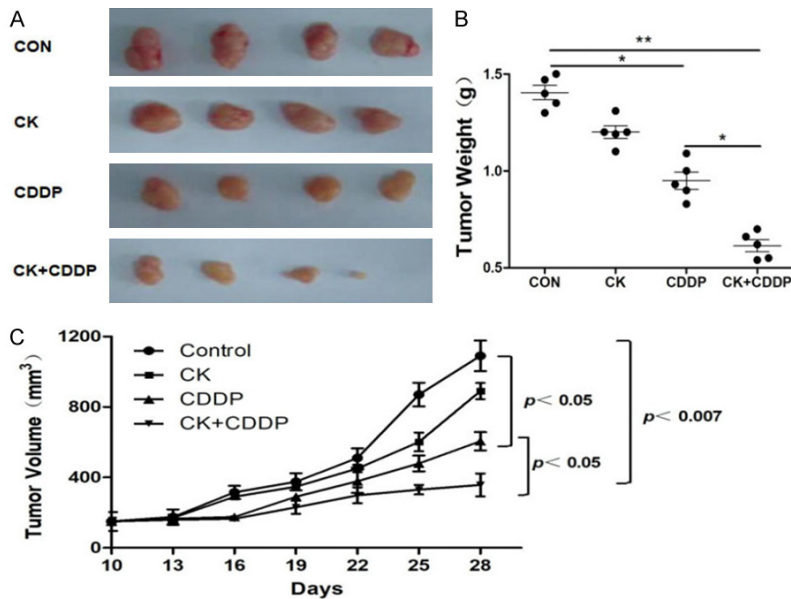 A
CON
CK
CDDP
CK+CDDP
B
**
*
*
Tumor Weight (g)
1.5
1.0
0.5
CON CK CDDP CK+CDDP
C
Tumor Volume (mm³)
1200
800
400
0
Control
CK
CDDP
CK+CDDP
p< 0.05
p< 0.007
p< 0.05
10 13 16 19 22 25 28
Days